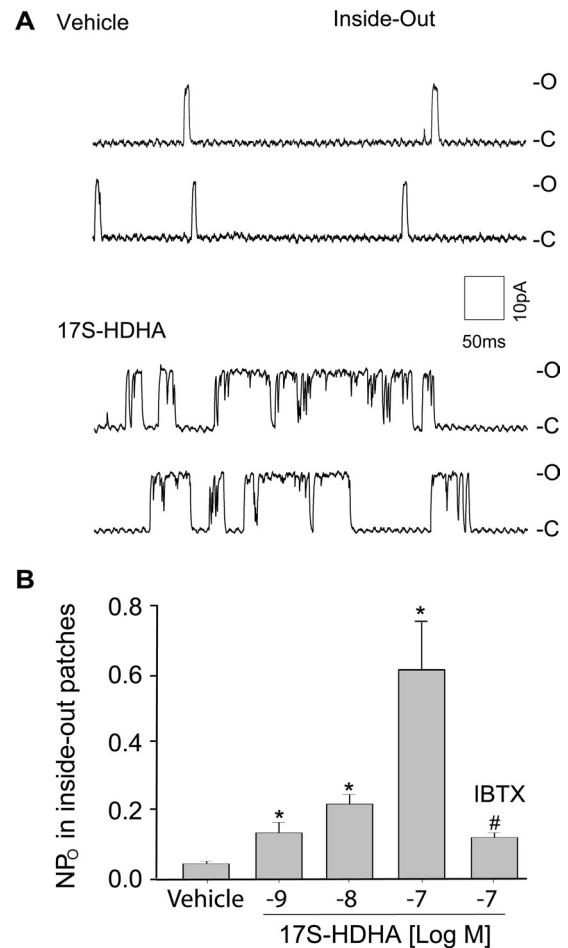 A Vehicle Inside-Out
-O
-C
-O
-C
10pA
50ms
17S-HDHA
-O
-C
-O
-C
B
NPO in inside-out patches
0.8
0.6
0.4
0.2
0.0
*
*
*
IBTX
#
Vehicle -9 -8 -7 -7
17S-HDHA [Log M]